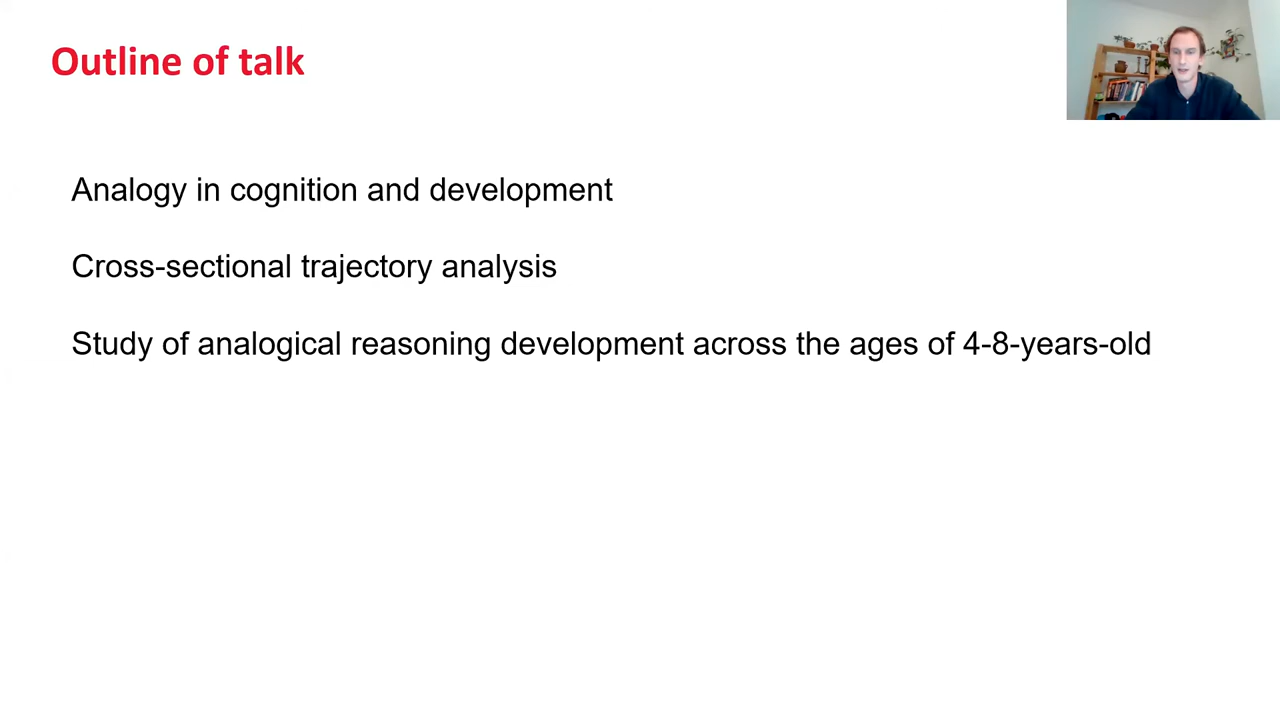 Outline of talk
Analogy in cognition and development
Cross-sectional trajectory analysis
Study of analogical reasoning development across the ages of 4-8-years-old